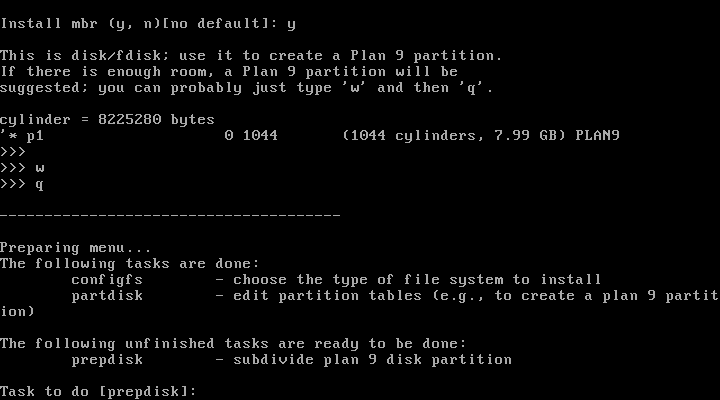 Install mbr (y, n)[no default]: y
This is disk/fdisk; use it to create a Plan 9 partition.
If there is enough room, a Plan 9 partition will be
suggested; you can probably just type 'w' and then 'q'.
cylinder = 8225280 bytes
'* p1                      0 1044        (1044 cylinders, 7.99 GB) PLAN9
>>>
>>> w
>>> q
--------------------------------------
Preparing menu...
The following tasks are done:
        configfs         - choose the type of file system to install
        partdisk         - edit partition tables (e.g., to create a plan 9 partit
ion)
The following unfinished tasks are ready to be done:
        prepdisk         - subdivide plan 9 disk partition
Task to do [prepdisk]: